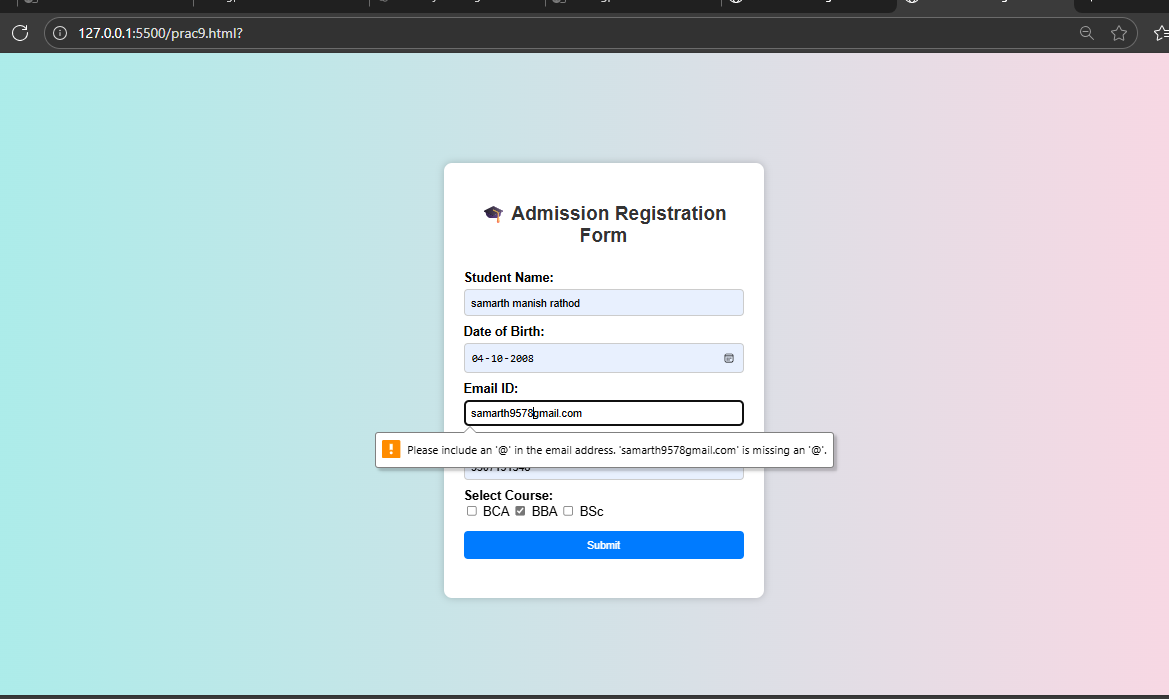 127.0.0.1:5500/prac9.html?
🎓 Admission Registration
Form
Student Name:
samarth manish rathod
Date of Birth:
04-10-2008
Email ID:
samarth9578gmail.com
! Please include an '@' in the email address. 'samarth9578gmail.com' is missing an '@'.
Select Course:
BCA BBA BSc
Submit